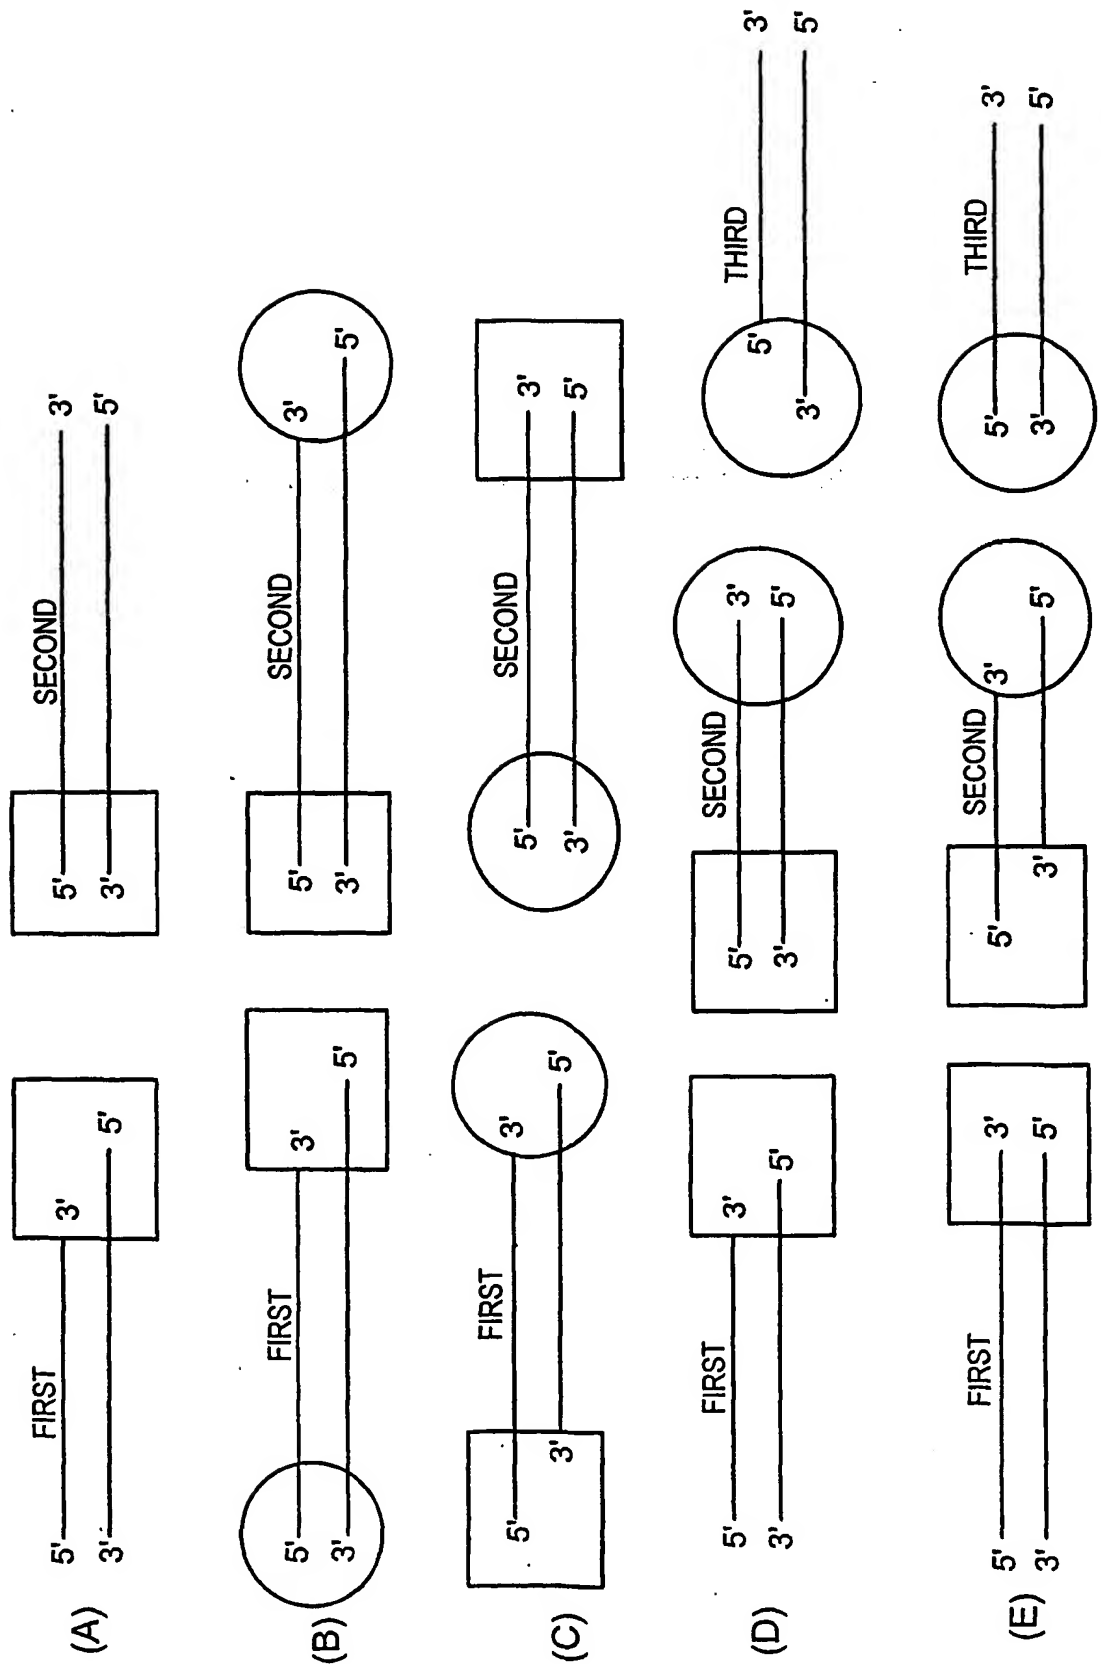 FIRST SECOND
5' 3' 5' 3'
(A)
3' 5' 3' 5'
FIRST SECOND
5' 3' 5' 3'
(B)
3' 5' 3' 5'
FIRST SECOND
5' 3' 5' 3'
(C)
3' 5' 3' 5'
FIRST SECOND THIRD
5' 3' 5' 3' 5' 3'
(D)
3' 5' 3' 5' 3' 5'
FIRST SECOND THIRD
5' 3' 5' 3' 5' 3'
(E)
3' 5' 3' 5' 3' 5'